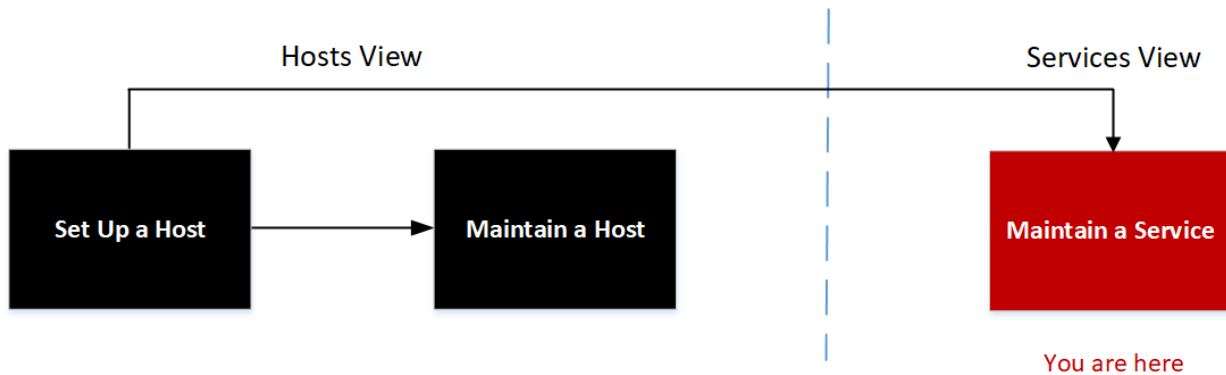 Hosts View
Services View
Set Up a Host
Maintain a Host
Maintain a Service
You are here